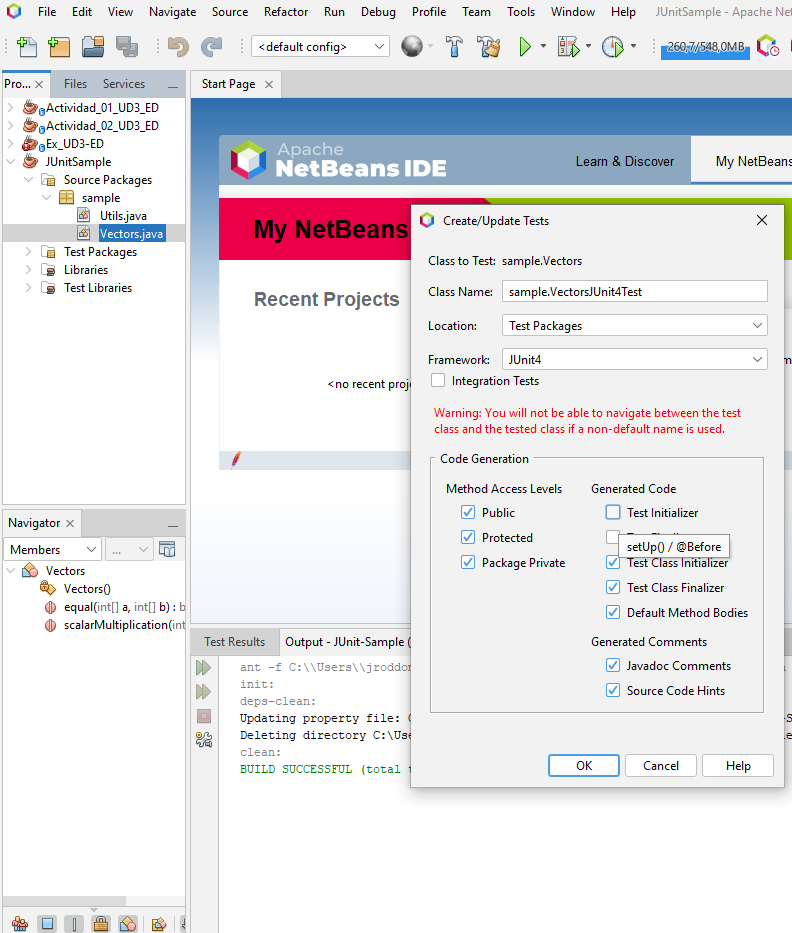 File Edit View Navigate Source Refactor Run Debug Profile Team Tools Window Help JUnitSample - Apache Net
<default config>
260,7/548,0MB
Pro... Files Services
Actividad_01_UD3_ED
Actividad_02_UD3_ED
Ex_UD3-ED
JUnitSample
Source Packages
sample
Utils.java
Vectors.java
Test Packages
Libraries
Test Libraries
Start Page
Apache
NetBeans IDE
Learn & Discover
My NetBeans
My NetBeans
Recent Projects
<no recent proj
Create/Update Tests
Class to Test: sample.Vectors
Class Name: sample.VectorsJUnit4Test
Location: Test Packages
Framework: JUnit4
Integration Tests
Warning: You will not be able to navigate between the test
class and the tested class if a non-default name is used.
Code Generation
Method Access Levels
Public
Protected
Package Private
Generated Code
Test Initializer
setUp() / @Before
Test Class Initializer
Test Class Finalizer
Default Method Bodies
Generated Comments
Javadoc Comments
Source Code Hints
OK Cancel Help
Navigator
Members
...
Vectors
Vectors()
equal(int[] a, int[] b) : b
scalarMultiplication(int
Test Results
Output - JUnit-Sample (
ant -f C:\\Users\\jroddon
init:
deps-clean:
Updating property file: C
Deleting directory C:\Use
clean:
BUILD SUCCESSFUL (total t